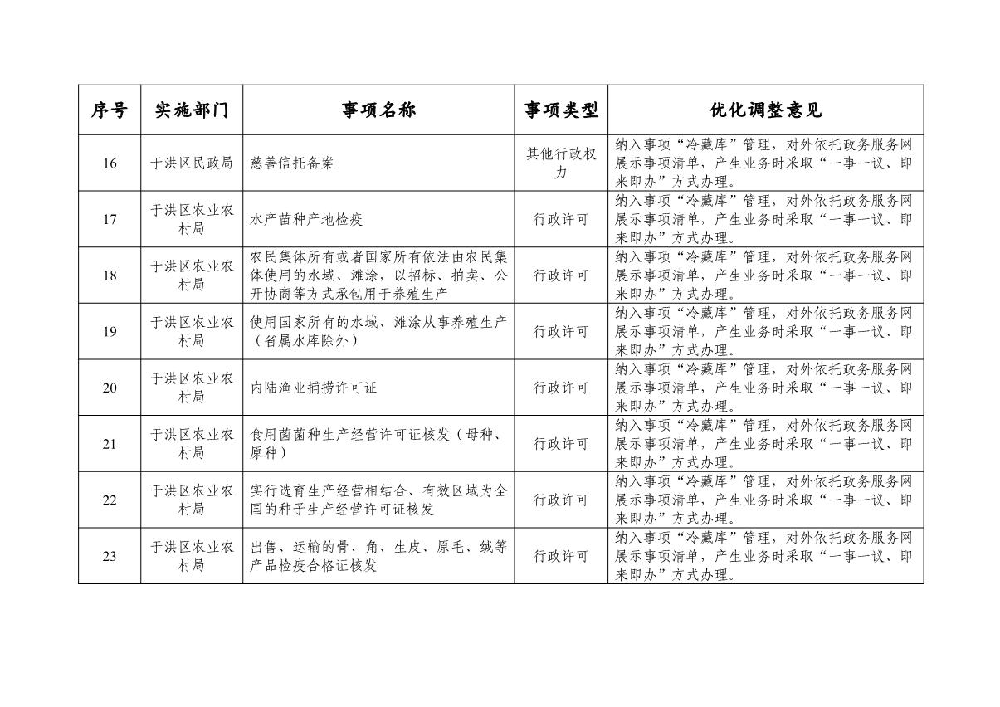 序号 实施部门 事项名称 事项类型 优化调整意见
16 于洪区民政局 慈善信托备案 其他行政权
力 纳入事项“冷藏库”管理，对外依托政务服务网
展示事项清单，产生业务时采取“一事一议、即
来即办”方式办理。
17 于洪区农业农
村局 水产苗种产地检疫 行政许可 纳入事项“冷藏库”管理，对外依托政务服务网
展示事项清单，产生业务时采取“一事一议、即
来即办”方式办理。
18 于洪区农业农
村局 农民集体所有或者国家所有依法由农民集
体使用的水域、滩涂，以招标、拍卖、公
开协商等方式承包用于养殖生产 行政许可 纳入事项“冷藏库”管理，对外依托政务服务网
展示事项清单，产生业务时采取“一事一议、即
来即办”方式办理。
19 于洪区农业农
村局 使用国家所有的水域、滩涂从事养殖生产
（省属水库除外） 行政许可 纳入事项“冷藏库”管理，对外依托政务服务网
展示事项清单，产生业务时采取“一事一议、即
来即办”方式办理。
20 于洪区农业农
村局 内陆渔业捕捞许可证 行政许可 纳入事项“冷藏库”管理，对外依托政务服务网
展示事项清单，产生业务时采取“一事一议、即
来即办”方式办理。
21 于洪区农业农
村局 食用菌菌种生产经营许可证核发（母种、
原种） 行政许可 纳入事项“冷藏库”管理，对外依托政务服务网
展示事项清单，产生业务时采取“一事一议、即
来即办”方式办理。
22 于洪区农业农
村局 实行选育生产经营相结合、有效区域为全
国的种子生产经营许可证核发 行政许可 纳入事项“冷藏库”管理，对外依托政务服务网
展示事项清单，产生业务时采取“一事一议、即
来即办”方式办理。
23 于洪区农业农
村局 出售、运输的骨、角、生皮、原毛、绒等
产品检疫合格证核发 行政许可 纳入事项“冷藏库”管理，对外依托政务服务网
展示事项清单，产生业务时采取“一事一议、即
来即办”方式办理。